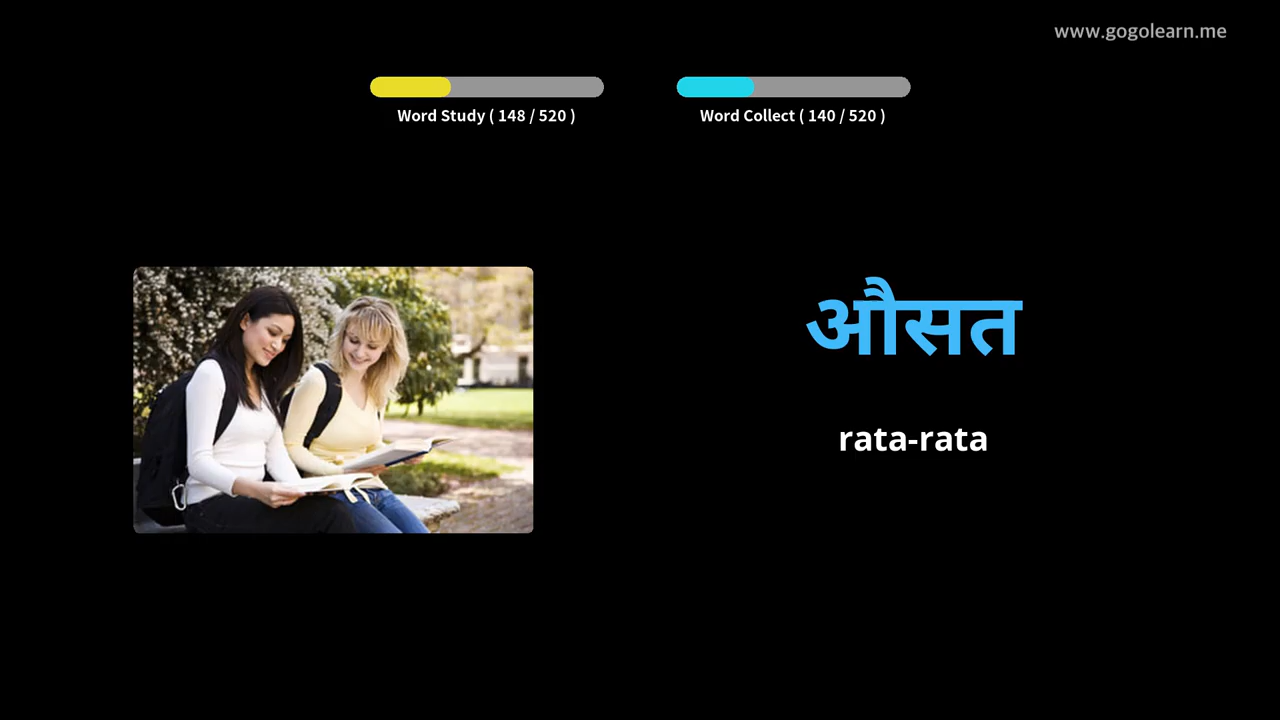 www.gogolearn.me
Word Study ( 148 / 520 )
Word Collect ( 140 / 520 )
औसत
rata-rata